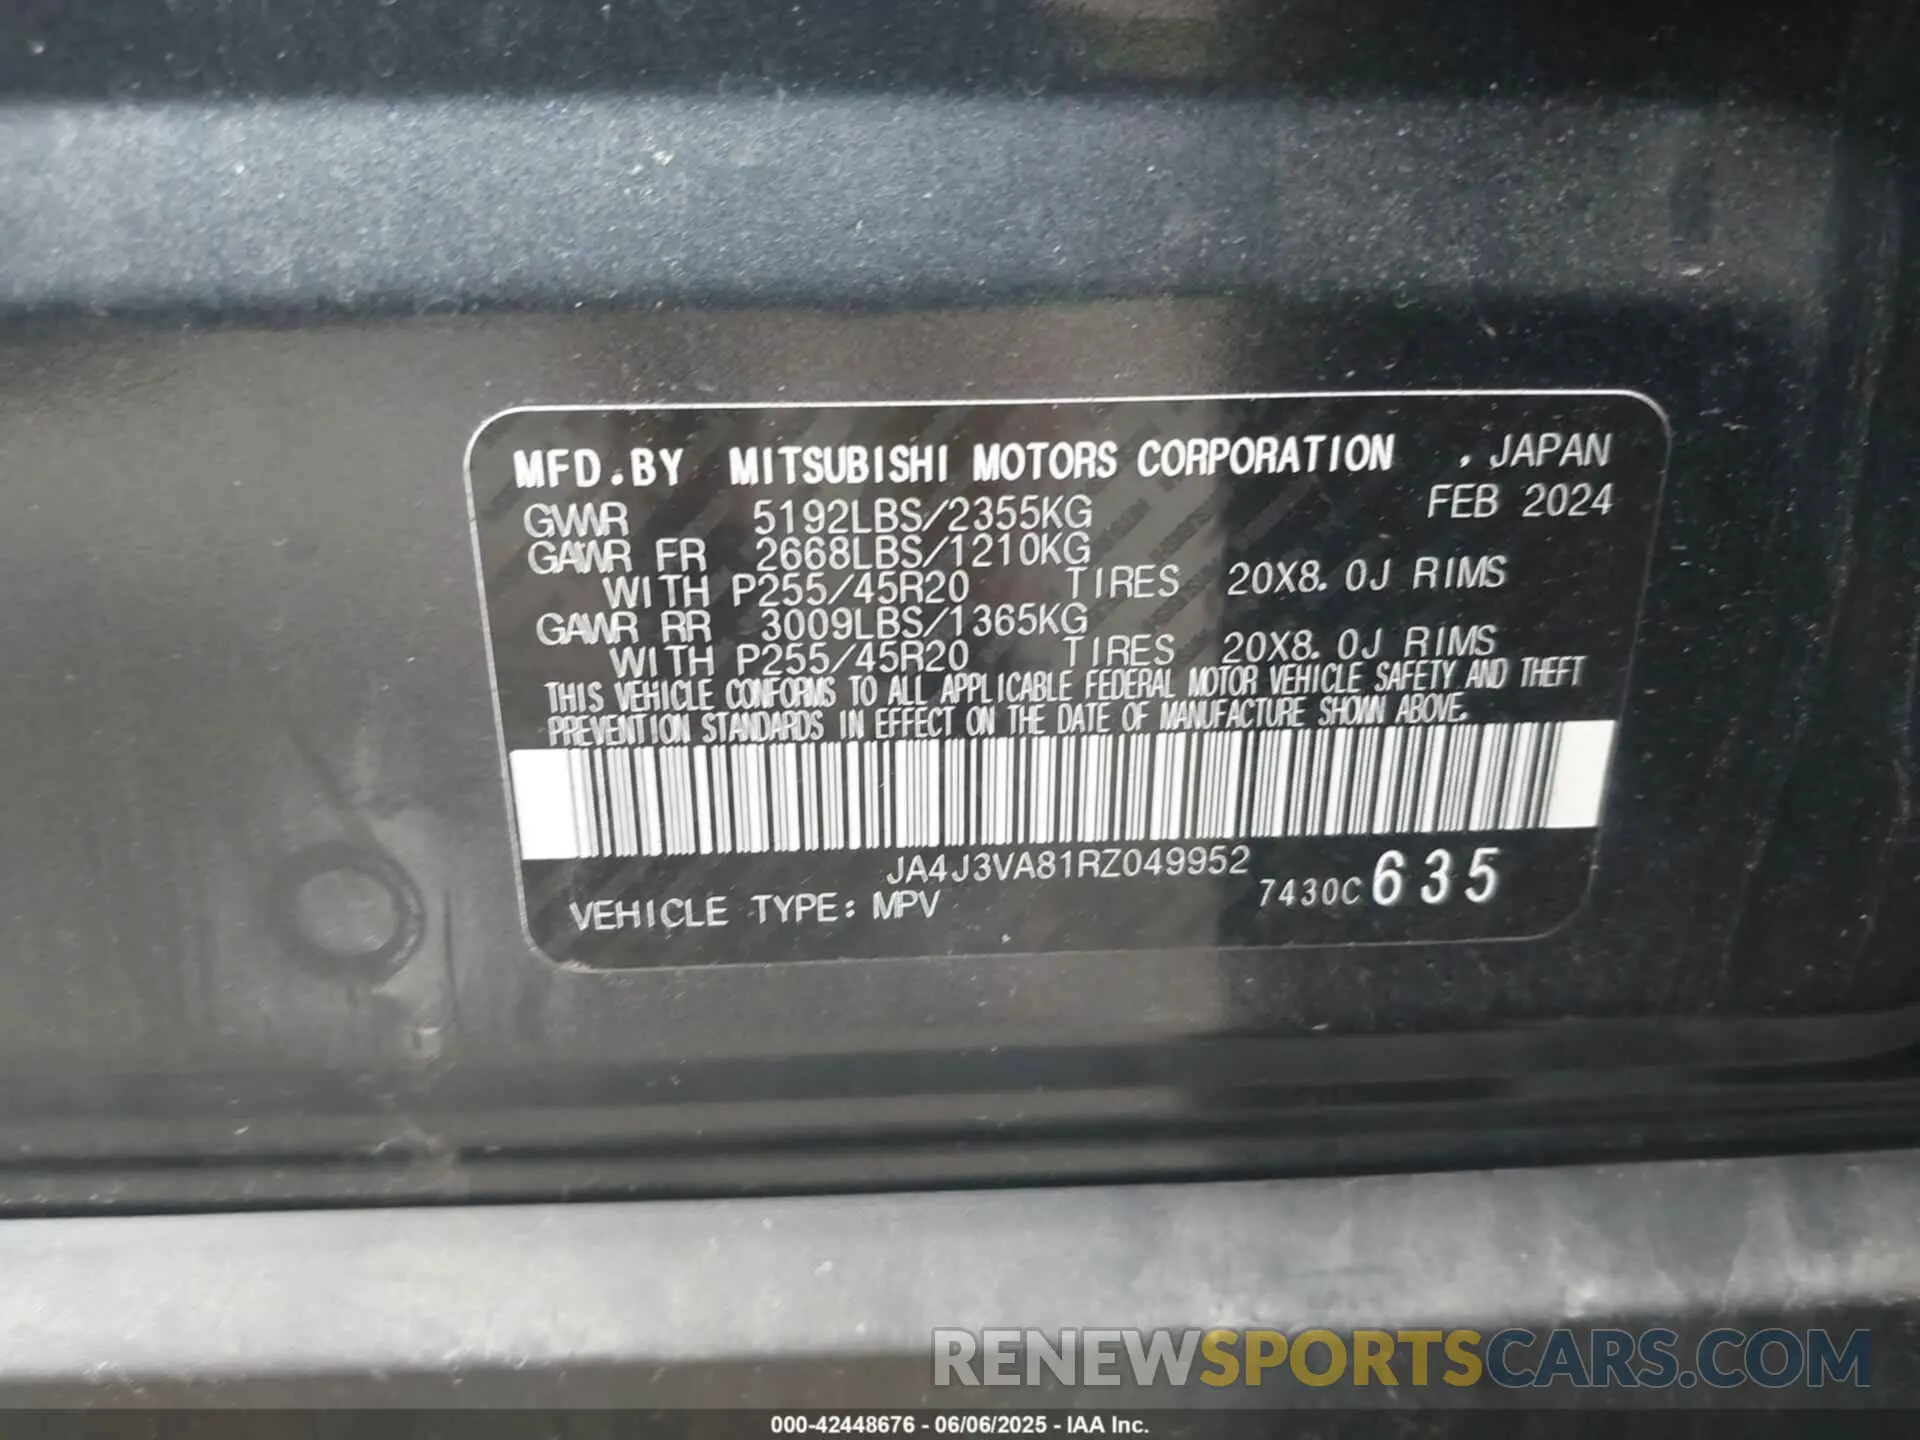 MFD.BY MITSUBISHI MOTORS CORPORATION , JAPAN
GVWR 5192LBS/2355KG FEB 2024
GAWR FR 2668LBS/1210KG
WITH P255/45R20 TIRES 20X8.0J RIMS
GAWR RR 3009LBS/1365KG
WITH P255/45R20 TIRES 20X8.0J RIMS
THIS VEHICLE CONFORMS TO ALL APPLICABLE FEDERAL MOTOR VEHICLE SAFETY AND THEFT
PREVENTION STANDARDS IN EFFECT ON THE DATE OF MANUFACTURE SHOWN ABOVE.
JA4J3VA81RZ049952
VEHICLE TYPE: MPV 7430C 635
RENEWSPORTSCARS.COM
000-42448676 - 06/06/2025 - IAA Inc.